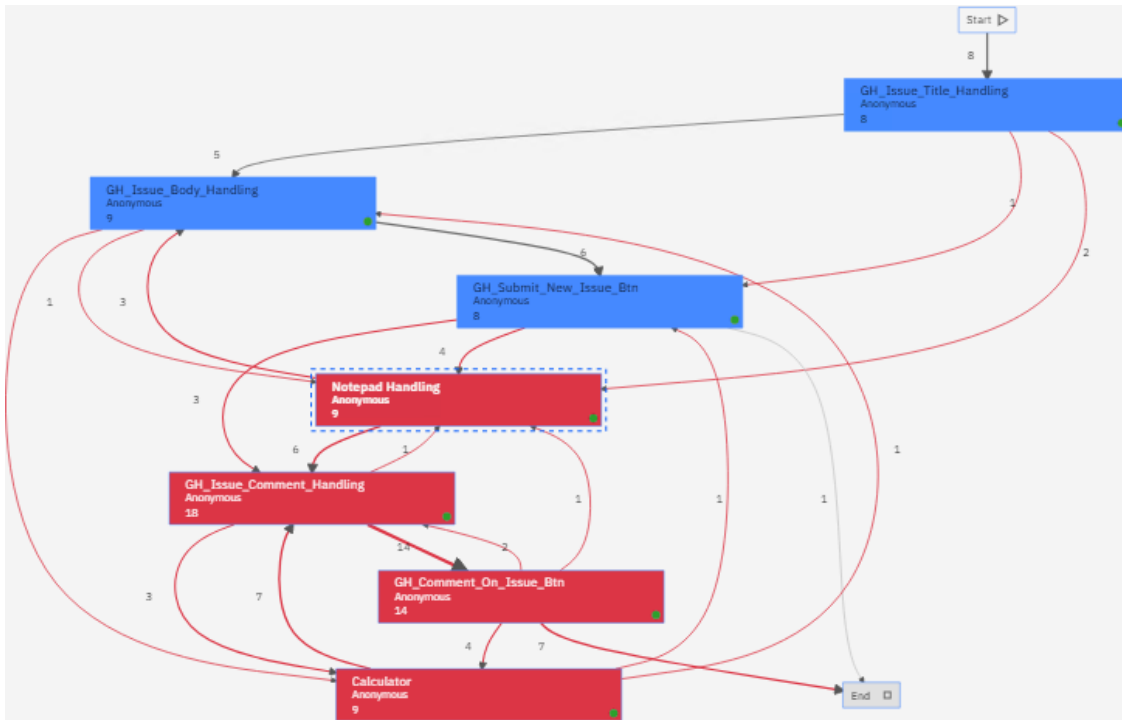 Start
8
GH_Issue_Title_Handling
Anonymous
8
5
GH_Issue_Body_Handling
Anonymous
9
1
2
6
GH_Submit_New_Issue_Btn
Anonymous
8
1
3
4
Notepad Handling
Anonymous
9
3
6
1
1
GH_Issue_Comment_Handling
Anonymous
18
1
1
1
14
2
GH_Comment_On_Issue_Btn
Anonymous
14
3
7
4
7
Calculator
Anonymous
9
End